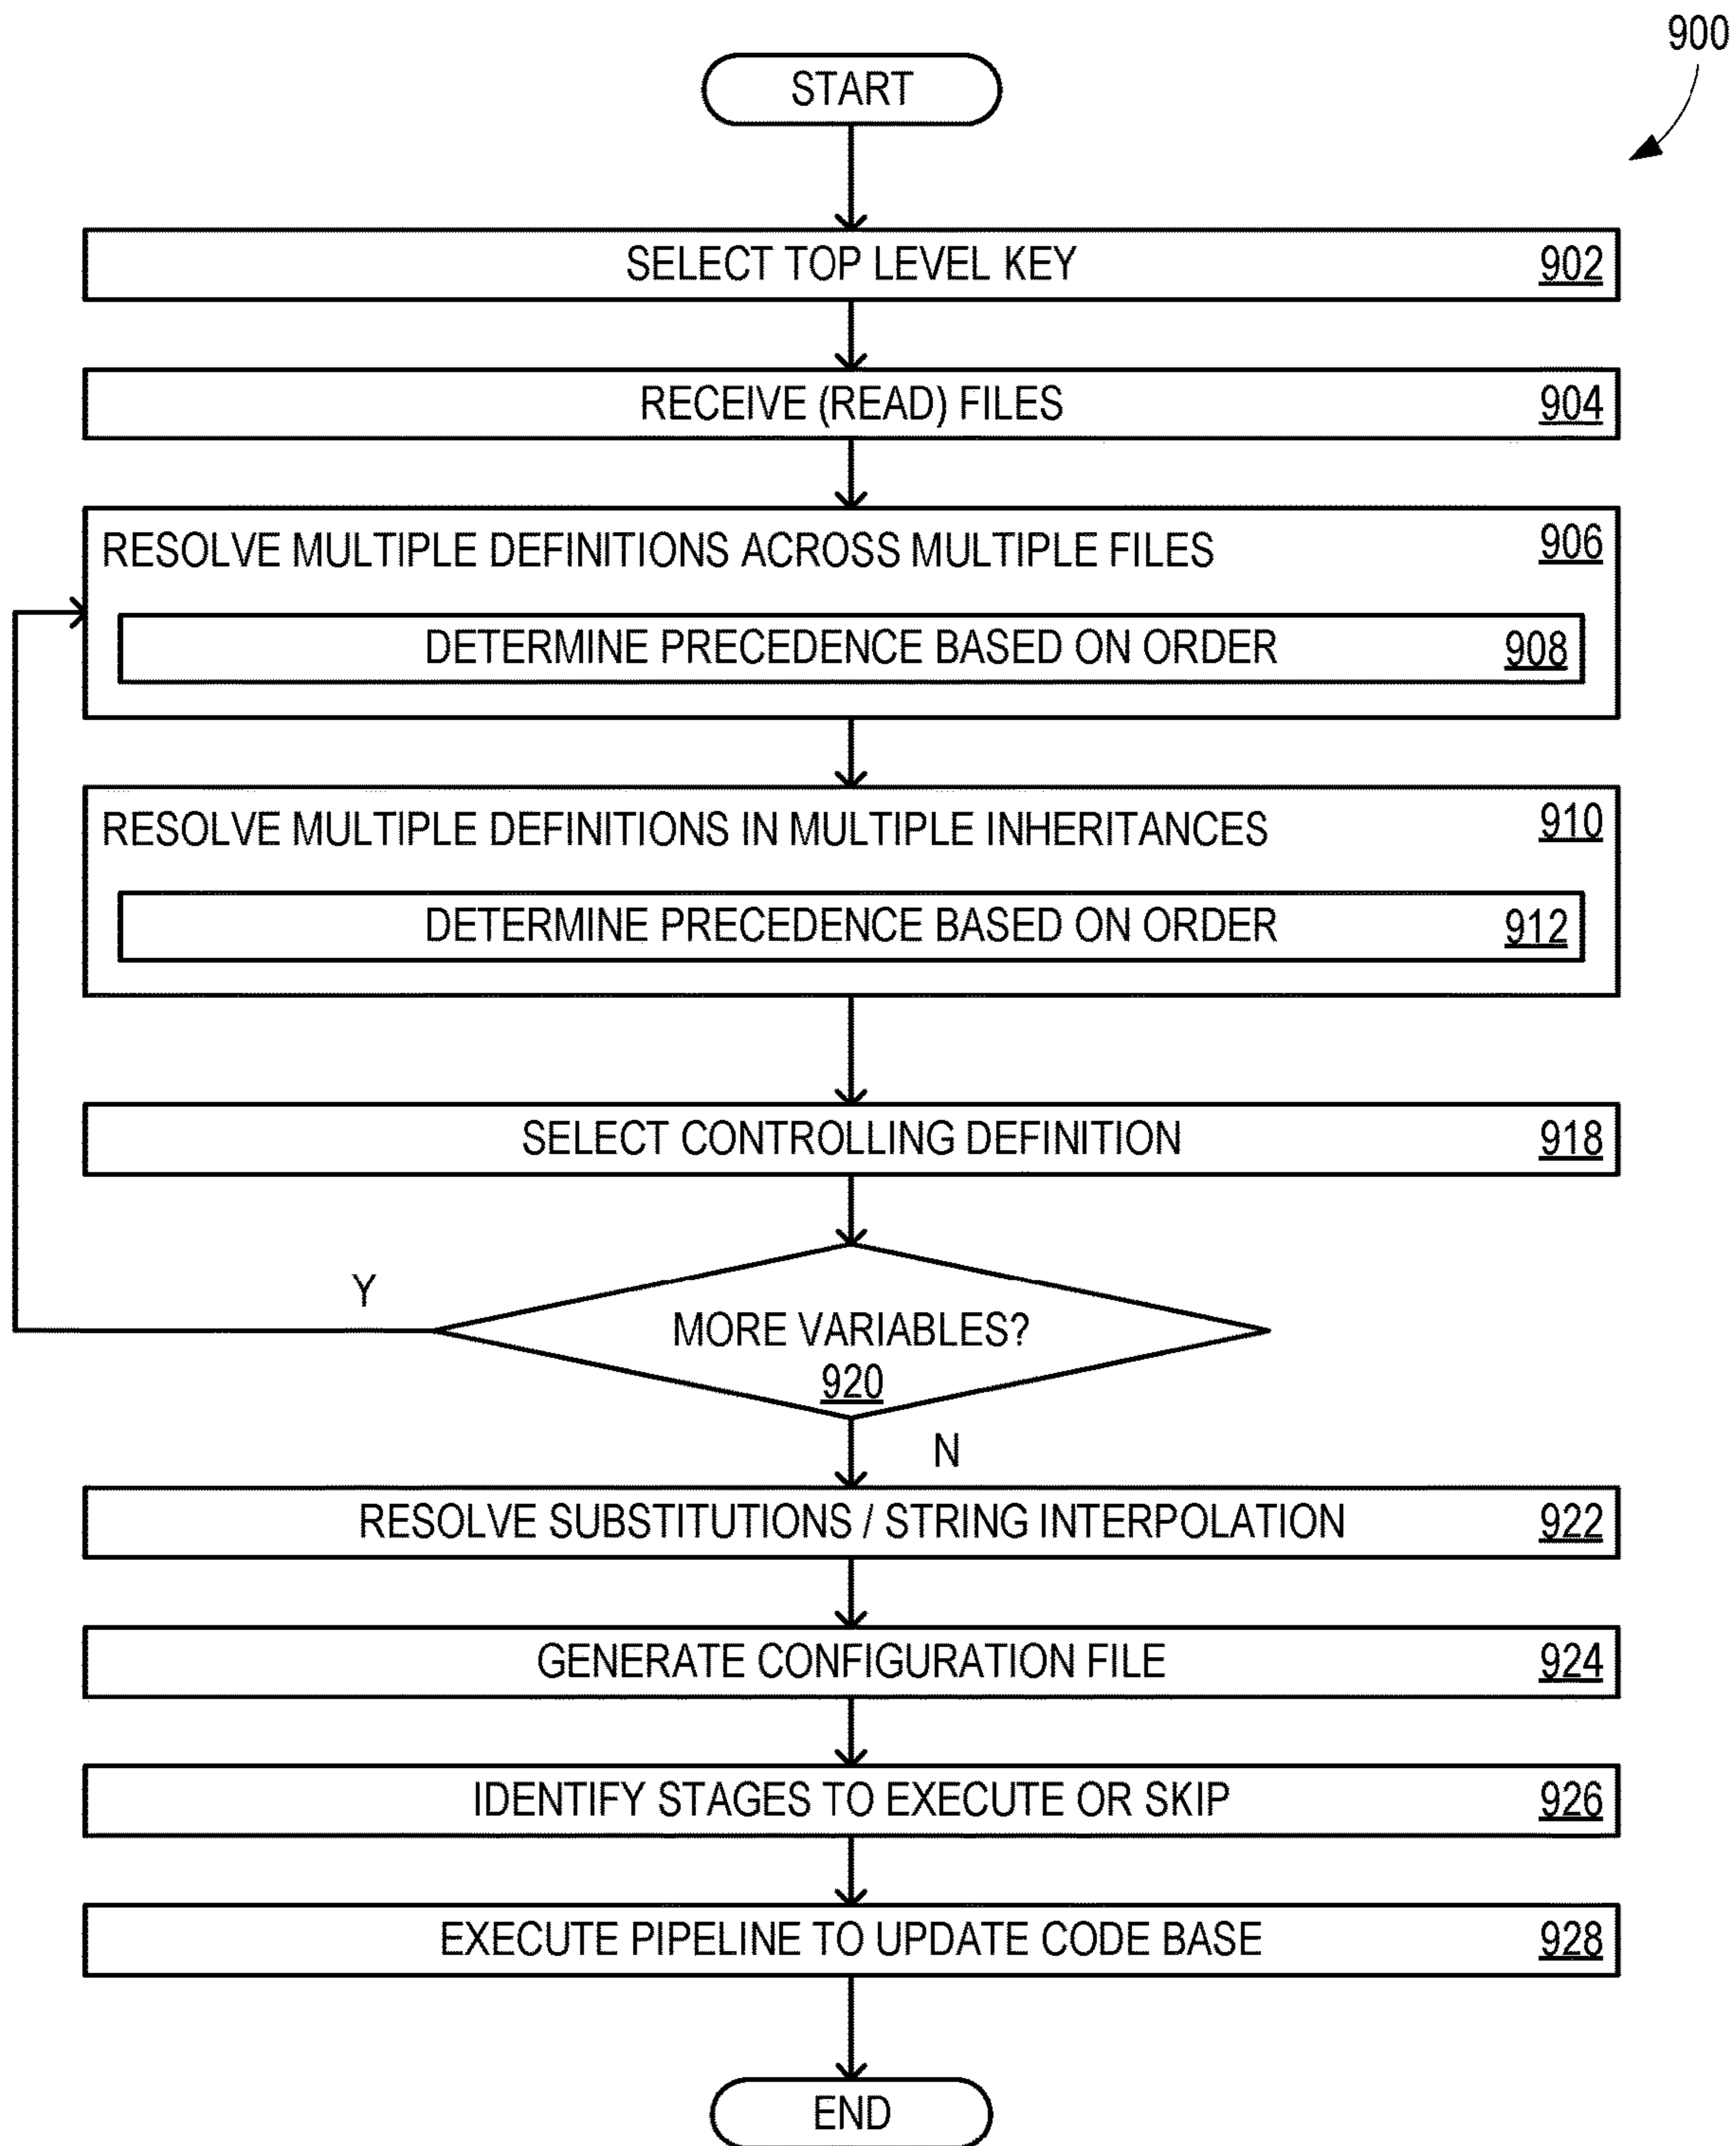 900
START
SELECT TOP LEVEL KEY 902
RECEIVE (READ) FILES 904
RESOLVE MULTIPLE DEFINITIONS ACROSS MULTIPLE FILES 906
DETERMINE PRECEDENCE BASED ON ORDER 908
RESOLVE MULTIPLE DEFINITIONS IN MULTIPLE INHERITANCES 910
DETERMINE PRECEDENCE BASED ON ORDER 912
SELECT CONTROLLING DEFINITION 918
Y
MORE VARIABLES?
920
N
RESOLVE SUBSTITUTIONS / STRING INTERPOLATION 922
GENERATE CONFIGURATION FILE 924
IDENTIFY STAGES TO EXECUTE OR SKIP 926
EXECUTE PIPELINE TO UPDATE CODE BASE 928
END